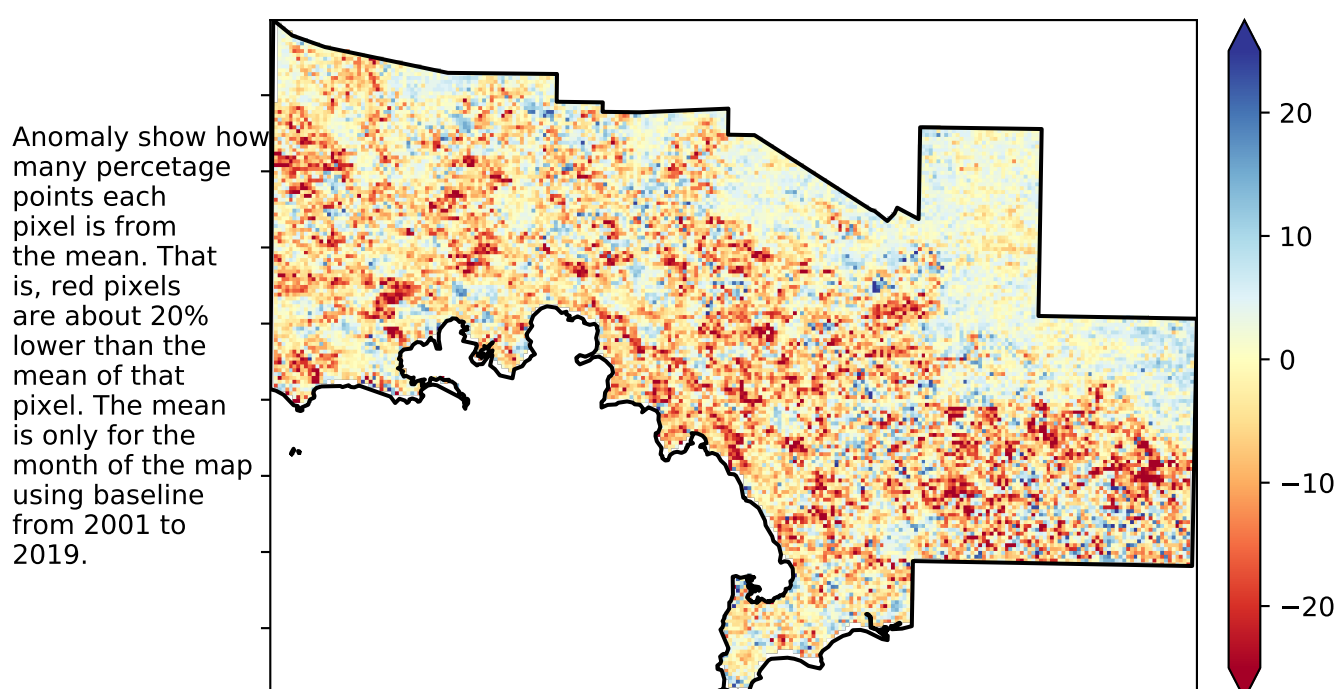 Anomaly show how
many percetage
points each
pixel is from
the mean. That
is, red pixels
are about 20%
lower than the
mean of that
pixel. The mean
is only for the
month of the map
using baseline
from 2001 to
2019.
20
10
0
−10
−20